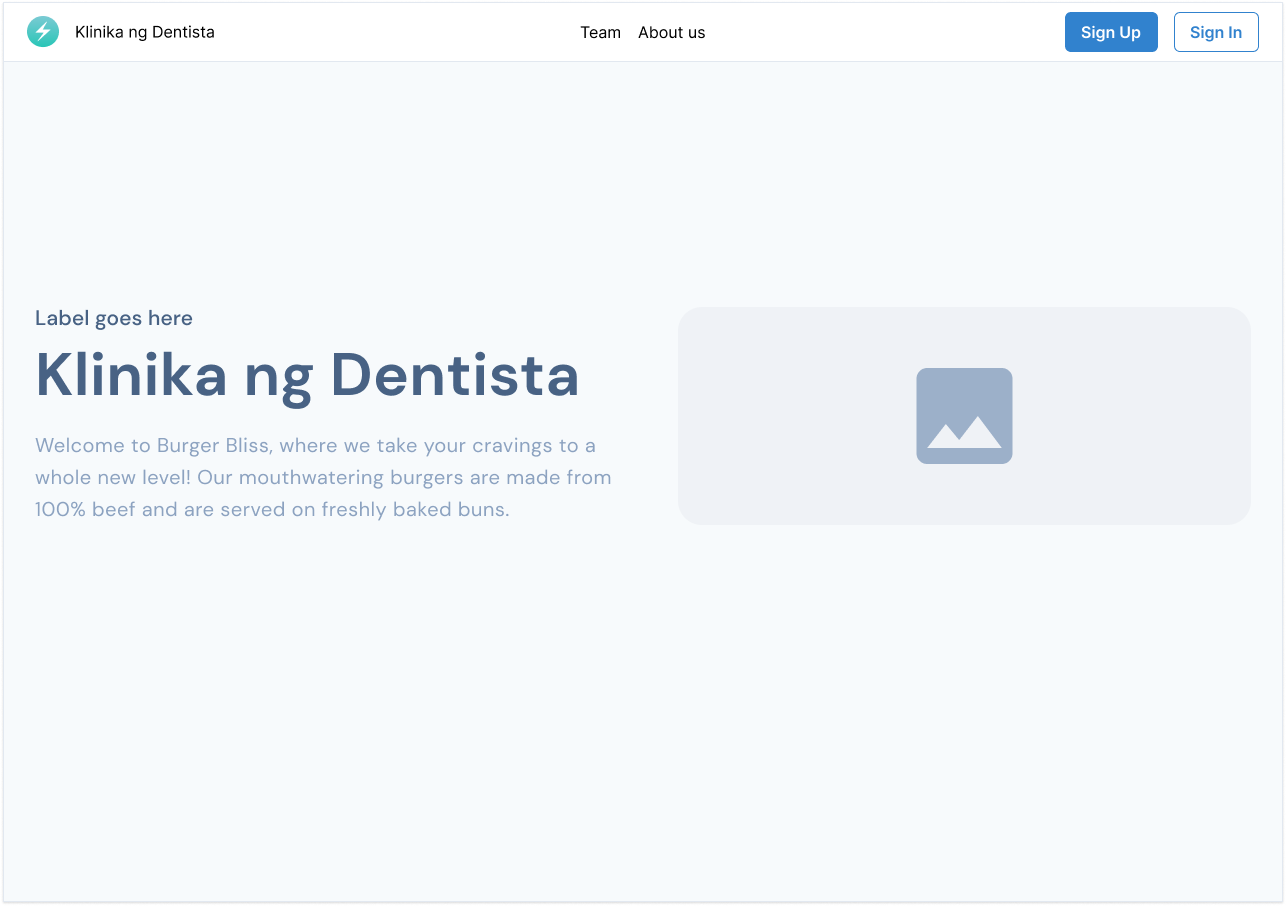 Klinika ng Dentista
Team
About us
Sign Up
Sign In
Label goes here
Klinika ng Dentista
Welcome to Burger Bliss, where we take your cravings to a
whole new level! Our mouthwatering burgers are made from
100% beef and are served on freshly baked buns.